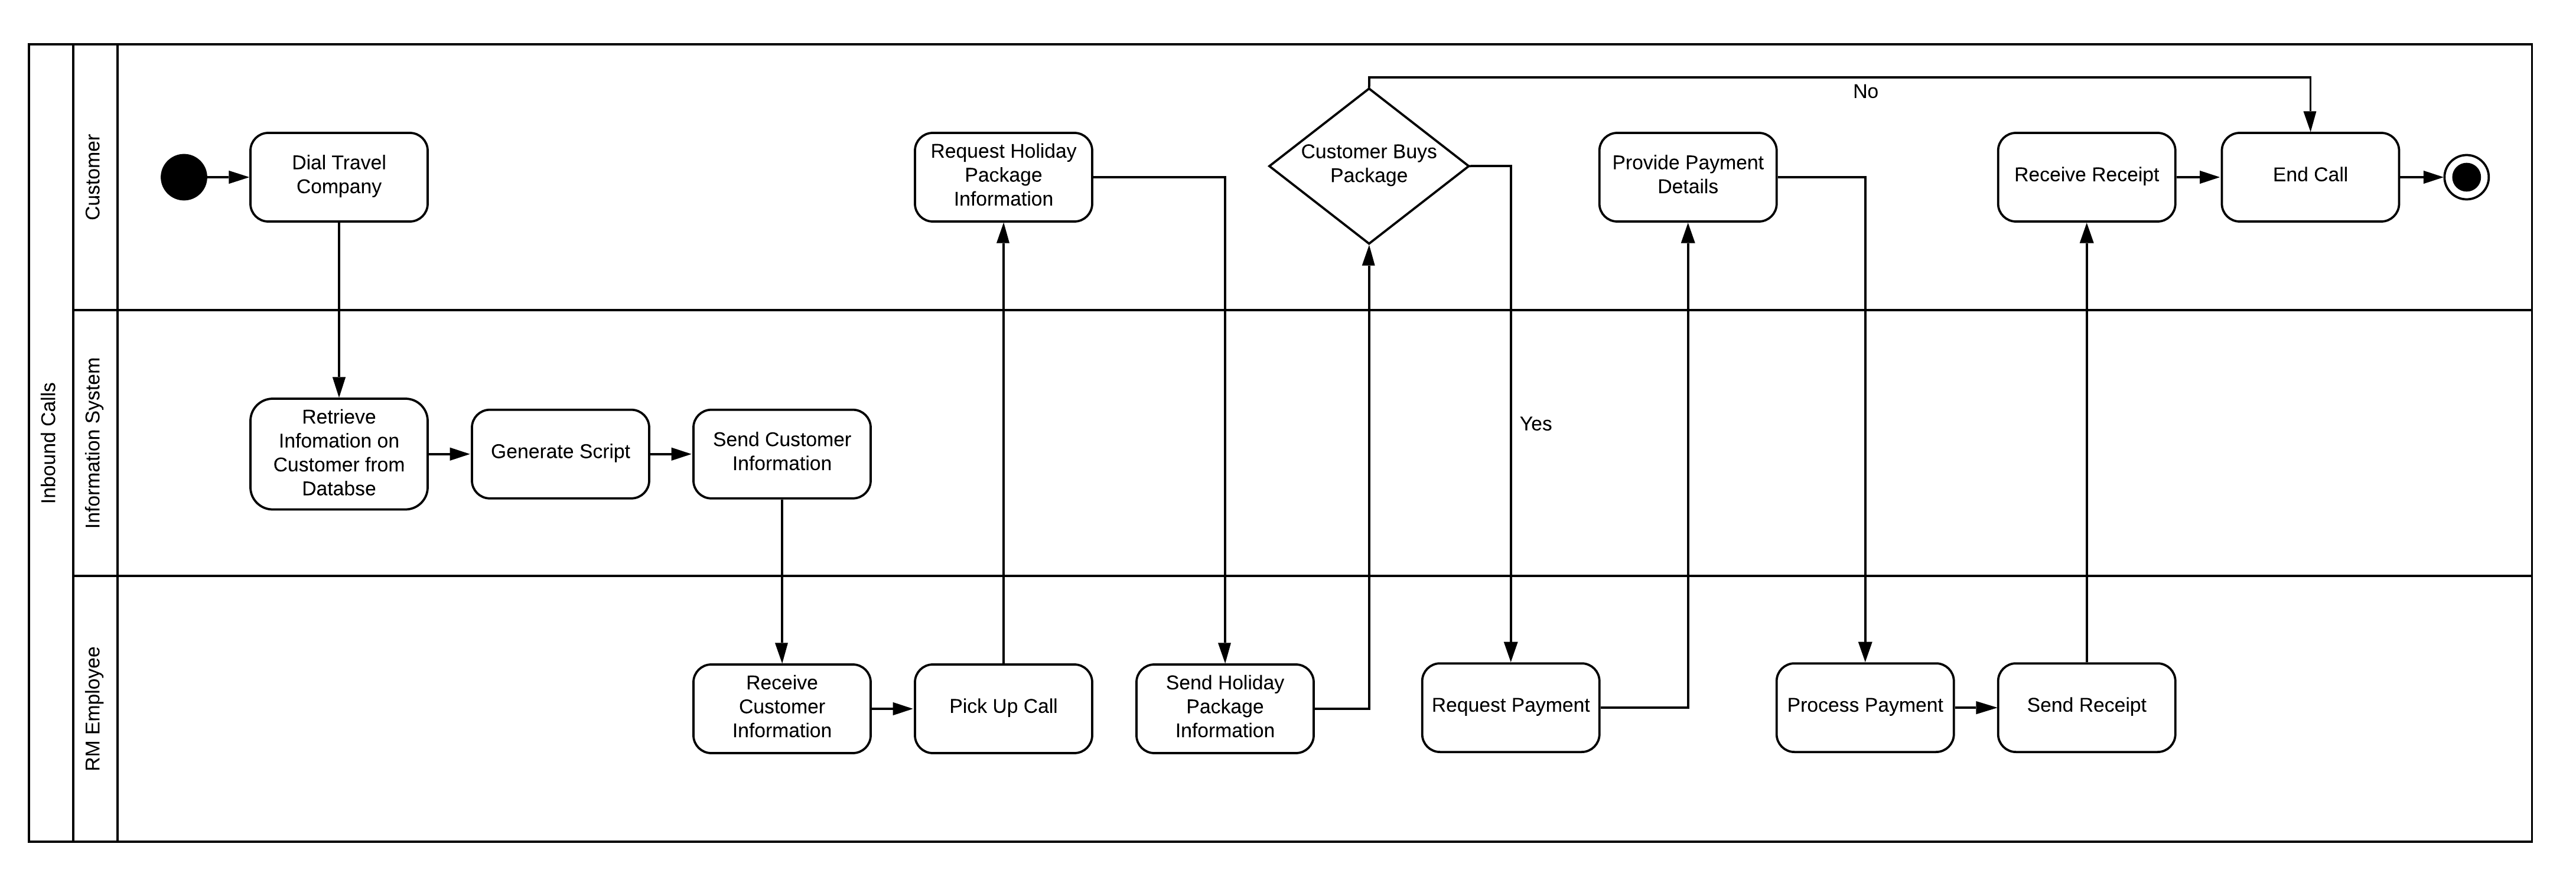 Inbound Calls
Customer
Dial Travel
Company
Request Holiday
Package
Information
Customer Buys
Package
No
Provide Payment
Details
Receive Receipt
End Call
Information System
Retrieve
Infomation on
Customer from
Databse
Generate Script
Send Customer
Information
Yes
RM Employee
Receive
Customer
Information
Pick Up Call
Send Holiday
Package
Information
Request Payment
Process Payment
Send Receipt